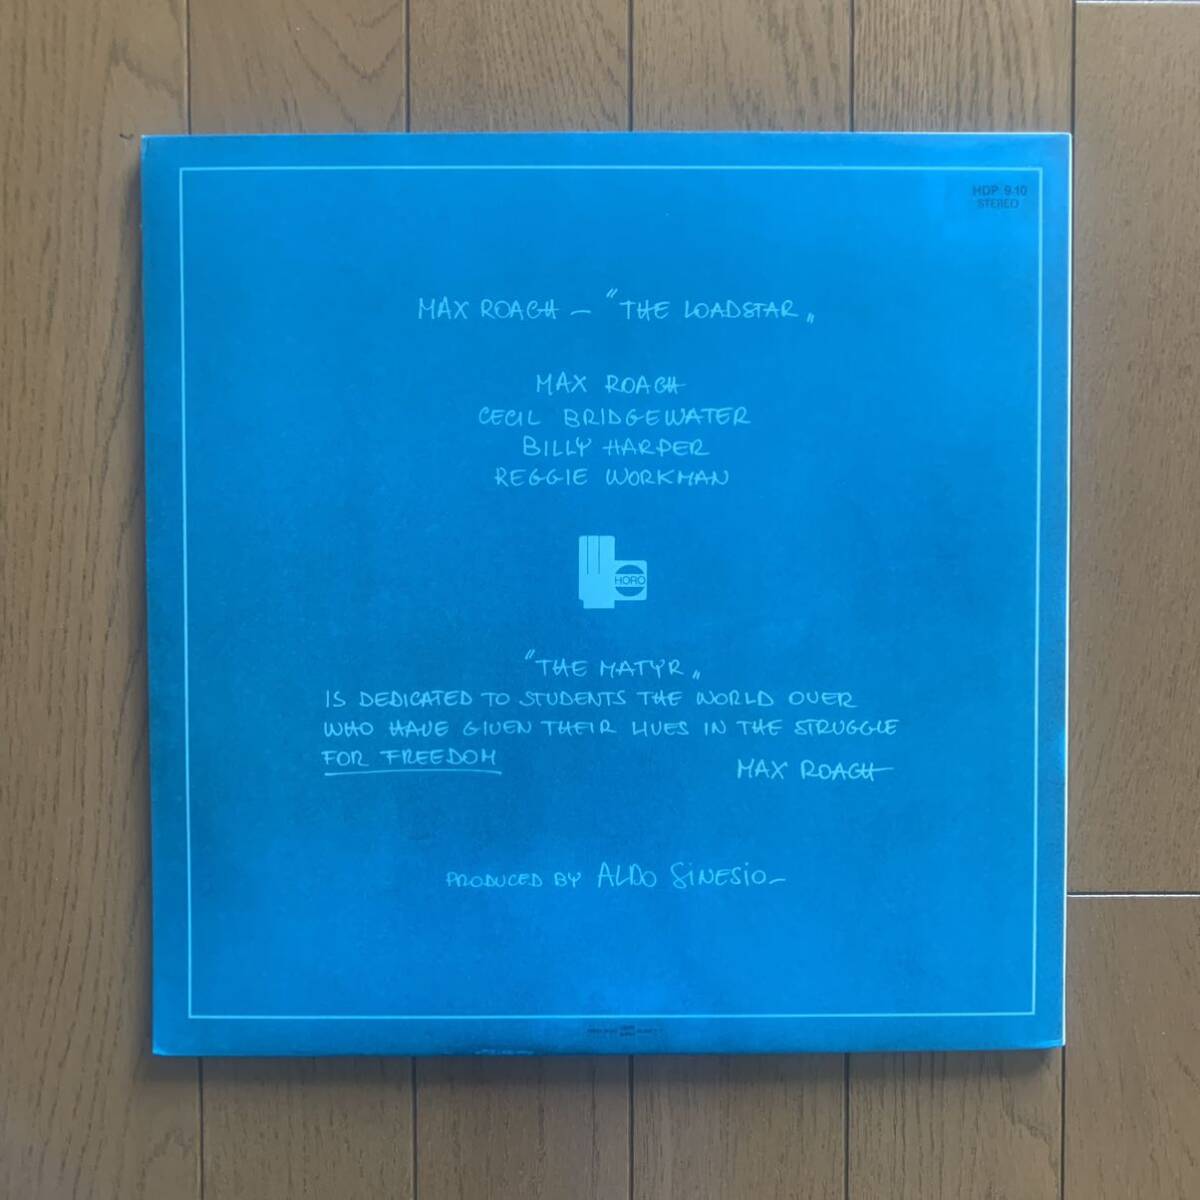 HDP 9-10
STEREO
MAX ROACH - "THE LOADSTAR"
MAX ROACH
CECIL BRIDGEWATER
BILLY HARPER
REGGIE WORKMAN
HORO
"THE MATYR"
IS DEDICATED TO STUDENTS THE WORLD OVER
WHO HAVE GIVEN THEIR LIVES IN THE STRUGGLE
FOR FREEDOM
MAX ROACH
PRODUCED BY ALDO SINESIO-